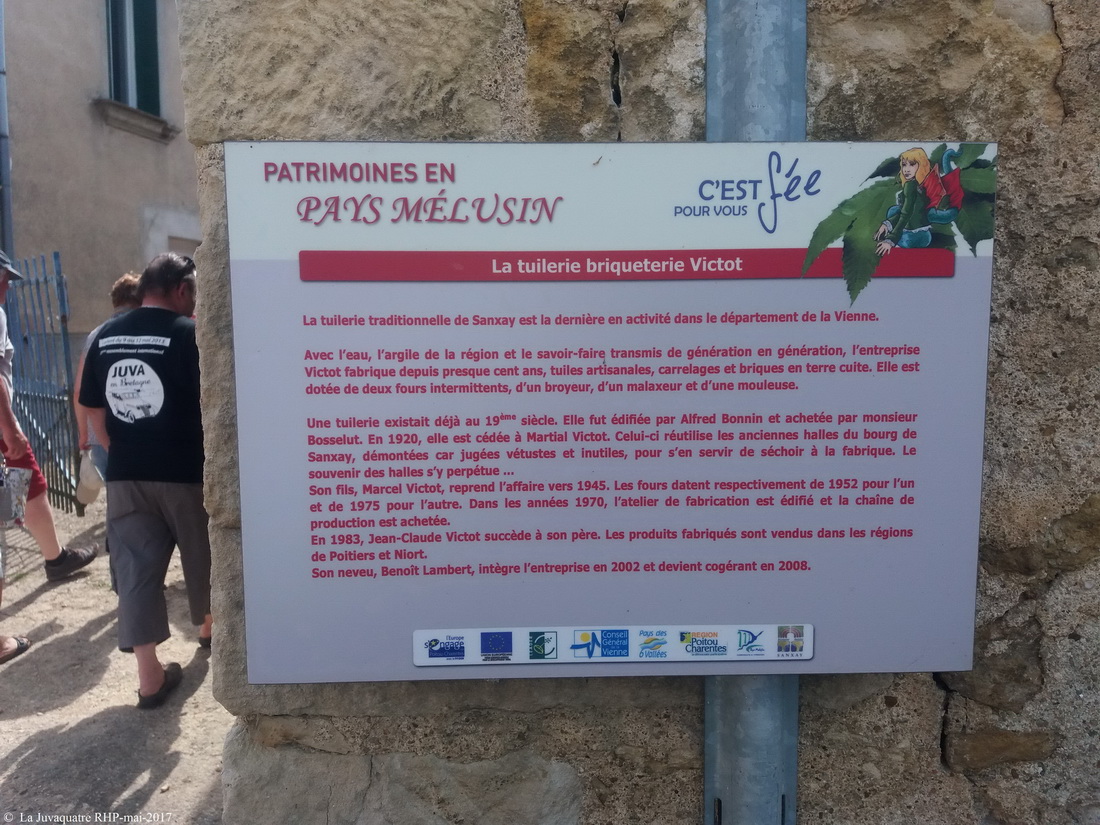 PATRIMOINES EN
PAYS MÉLUSIN
C'EST fée
POUR VOUS
La tuilerie briqueterie Victot
La tuilerie traditionnelle de Sanxay est la dernière en activité dans le département de la Vienne.
Avec l'eau, l'argile de la région et le savoir-faire transmis de génération en génération, l'entreprise
Victot fabrique depuis presque cent ans, tuiles artisanales, carrelages et briques en terre cuite. Elle est
dotée de deux fours intermittents, d'un broyeur, d'un malaxeur et d'une mouleuse.
Une tuilerie existait déjà au 19ème siècle. Elle fut édifiée par Alfred Bonnin et achetée par monsieur
Bosselut. En 1920, elle est cédée à Martial Victot. Celui-ci réutilise les anciennes halles du bourg de
Sanxay, démontées car jugées vétustes et inutiles, pour s'en servir de séchoir à la fabrique. Le
souvenir des halles s'y perpétue ...
Son fils, Marcel Victot, reprend l'affaire vers 1945. Les fours datent respectivement de 1952 pour l'un
et de 1975 pour l'autre. Dans les années 1970, l'atelier de fabrication est édifié et la chaîne de
production est achetée.
En 1983, Jean-Claude Victot succède à son père. Les produits fabriqués sont vendus dans les régions
de Poitiers et Niort.
Son neveu, Benoît Lambert, intègre l'entreprise en 2002 et devient cogérant en 2008.
l'Europe
s'engage
Conseil
Général
Vienne
Pays des
6 Vallées
REGION
Poitou
Charentes
SANXAY
JUVA
en Bretagne
© La Juvaquatre RHP-mai-2017